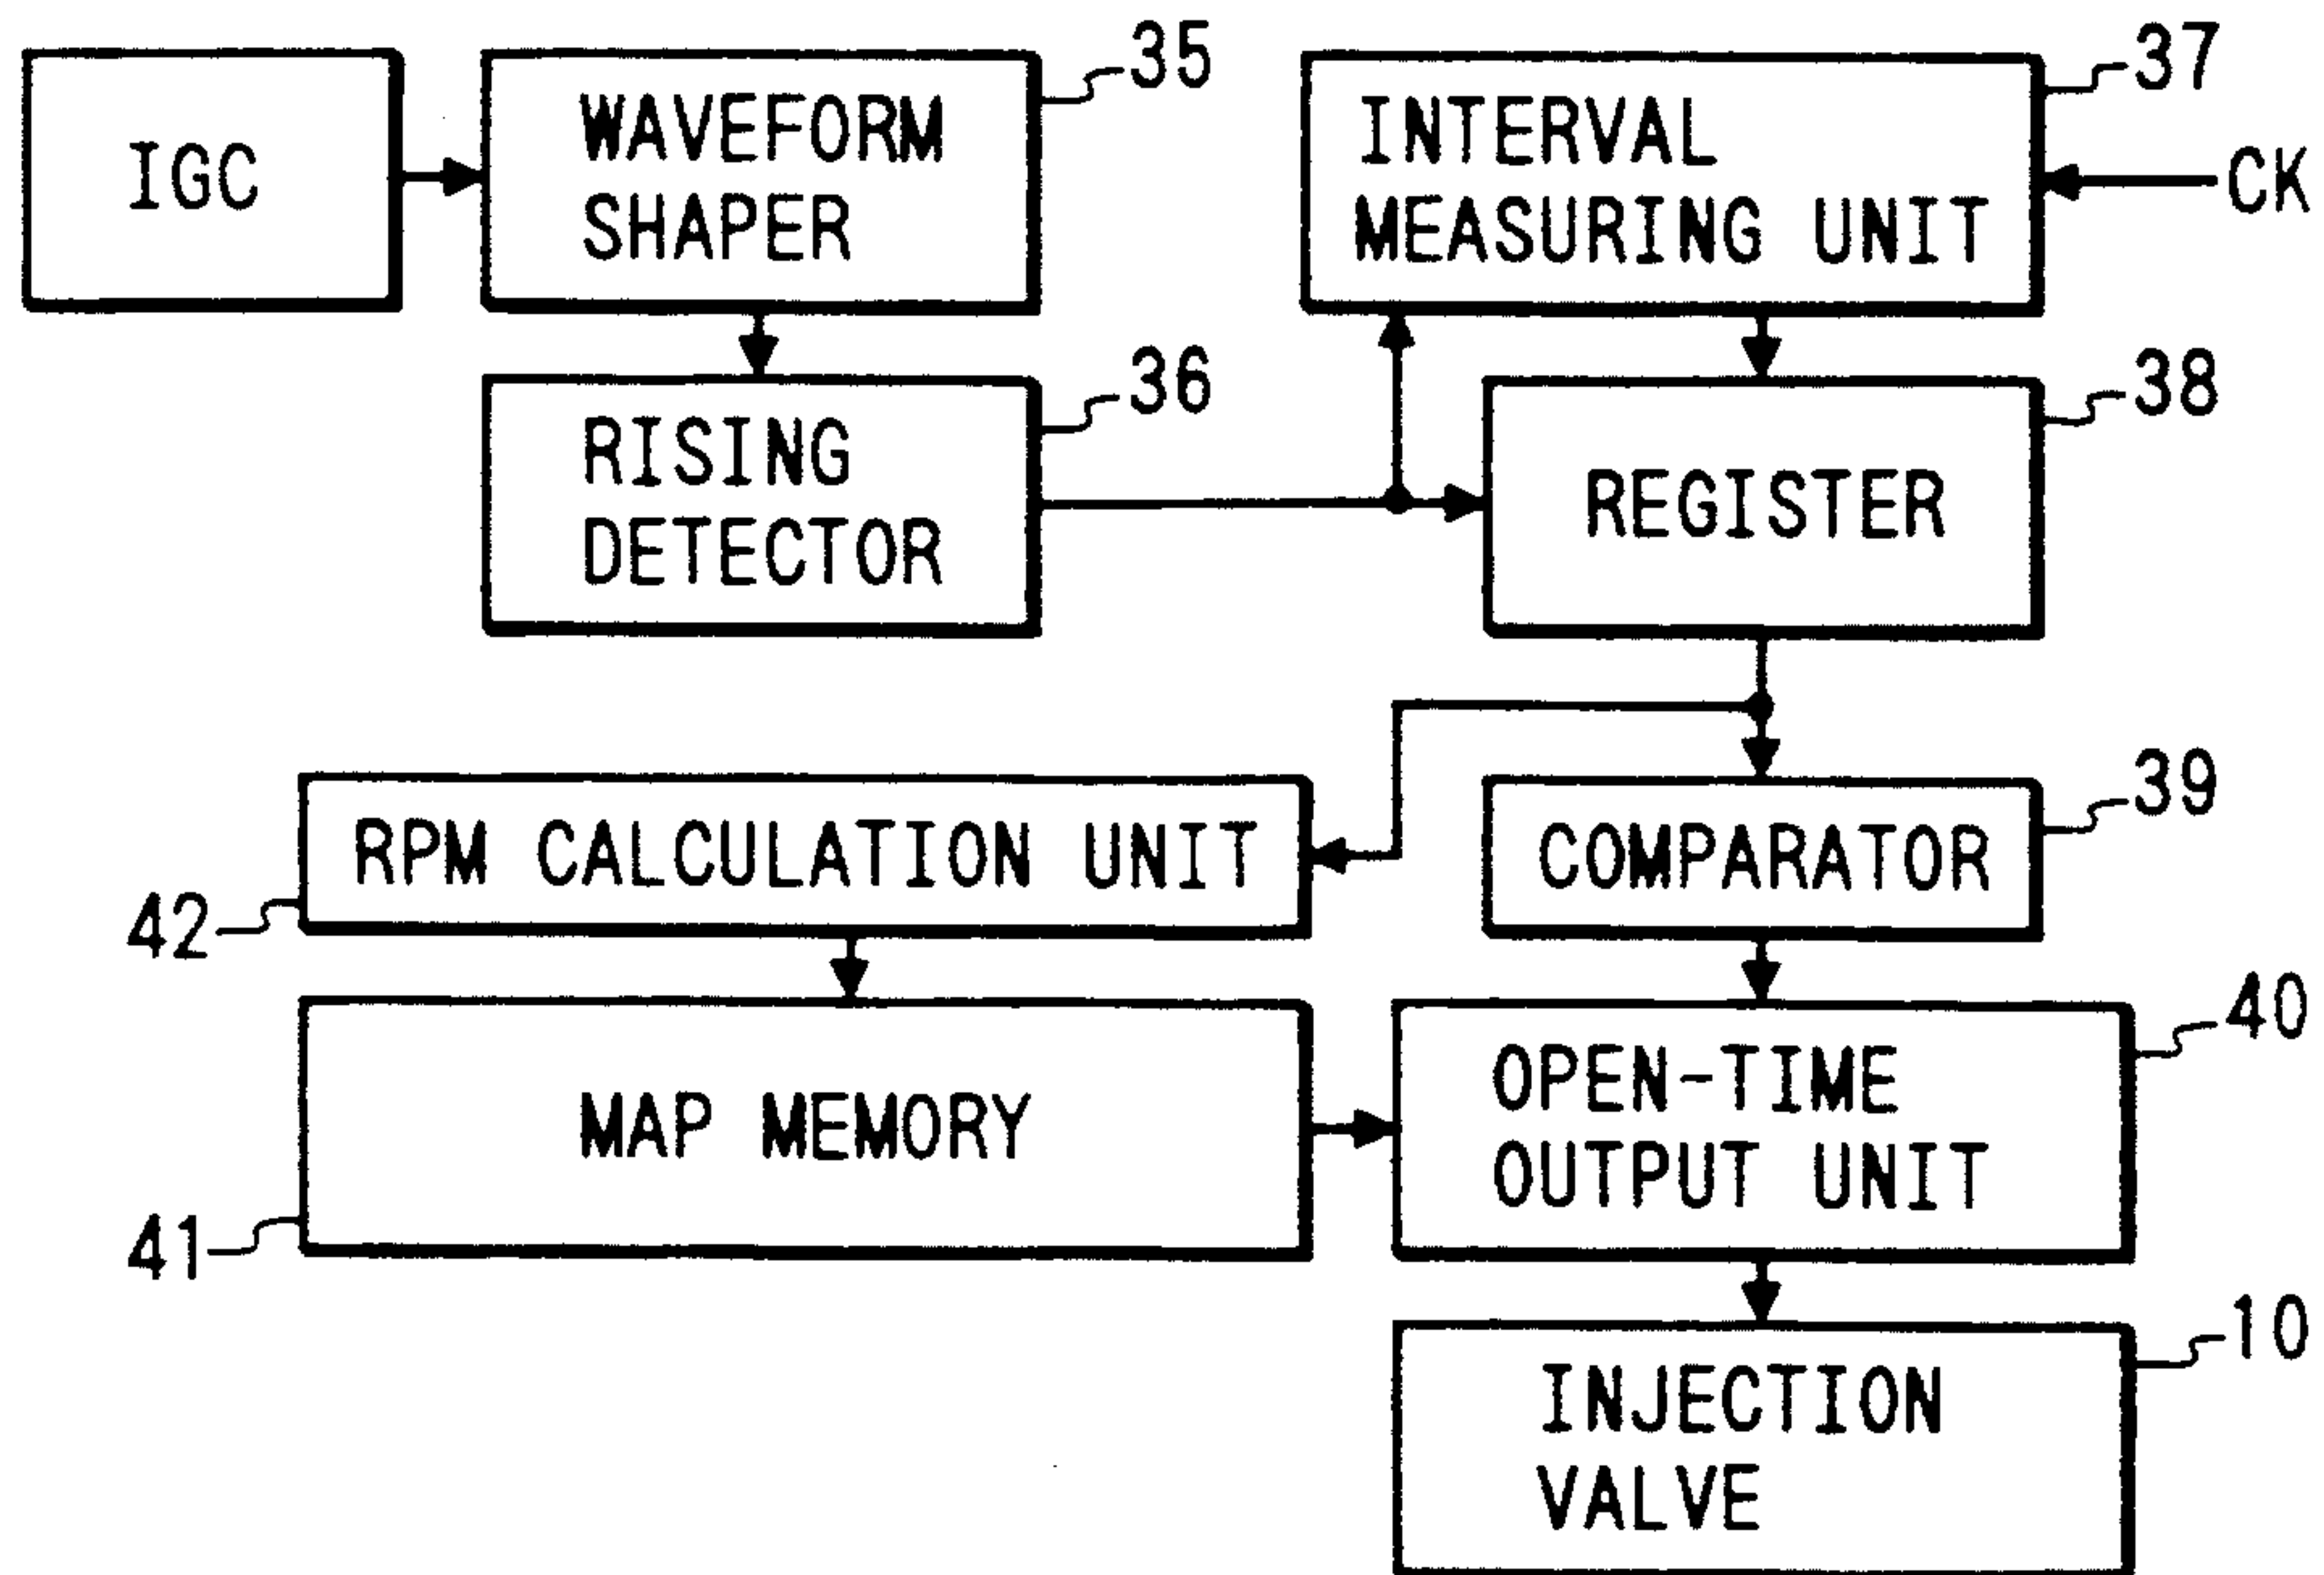 IGC
WAVEFORM
SHAPER
35
INTERVAL
MEASURING UNIT
37
CK
RISING
DETECTOR
36
REGISTER
38
RPM CALCULATION UNIT
42
COMPARATOR
39
MAP MEMORY
41
OPEN-TIME
OUTPUT UNIT
40
INJECTION
VALVE
10